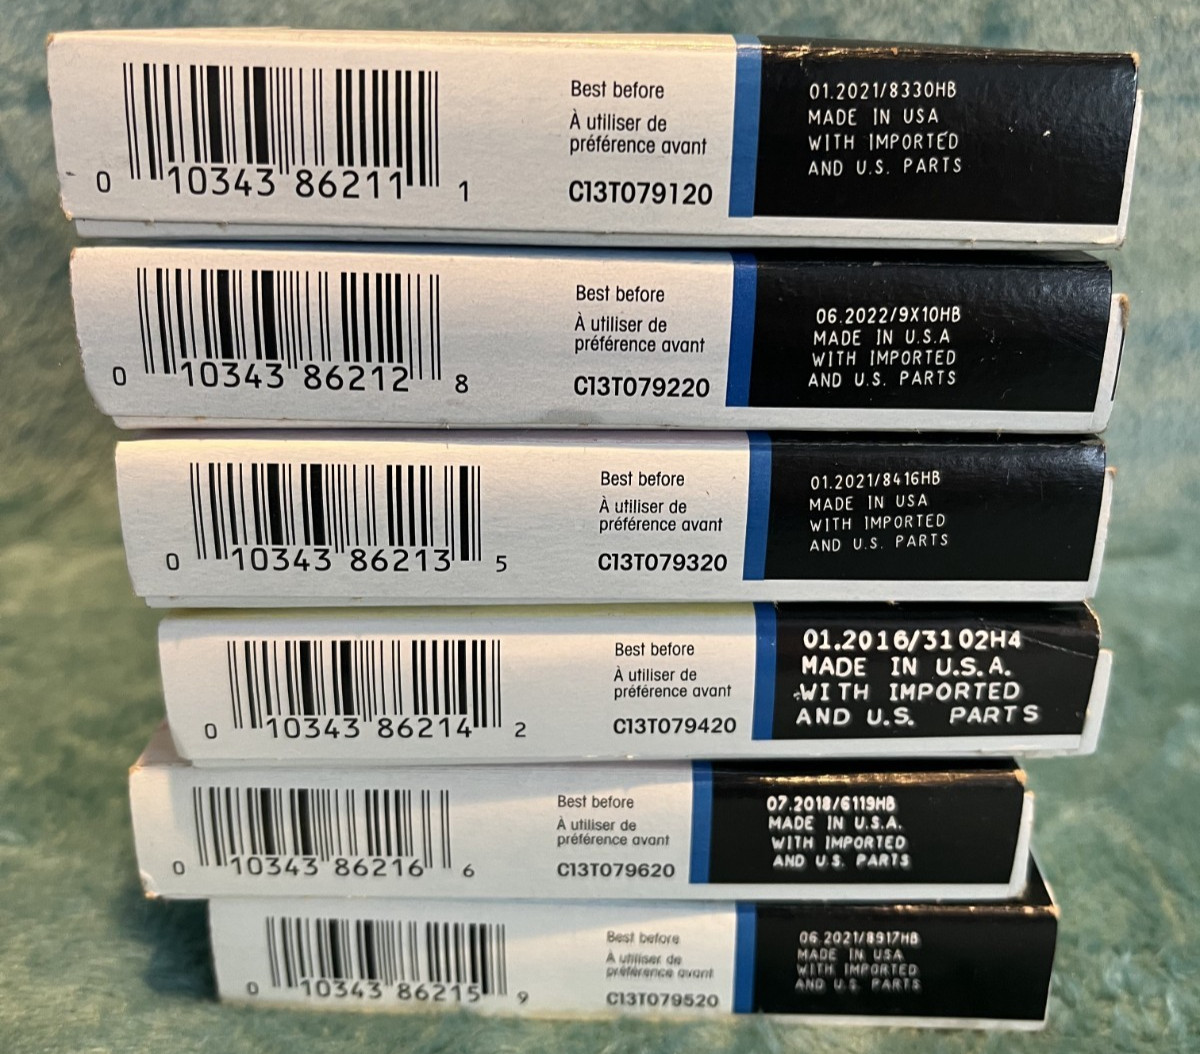 Best before
À utiliser de
préférence avant
C13T079120
0 10343 86211 1
01.2021/8330HB
MADE IN USA
WITH IMPORTED
AND U.S. PARTS
Best before
À utiliser de
préférence avant
C13T079220
0 10343 86212 8
06.2022/9X10HB
MADE IN U.S.A
WITH IMPORTED
AND U.S. PARTS
Best before
À utiliser de
préférence avant
C13T079320
0 10343 86213 5
01.2021/8416HB
MADE IN USA
WITH IMPORTED
AND U.S. PARTS
Best before
À utiliser de
préférence avant
C13T079420
0 10343 86214 2
01.2016/3102H4
MADE IN U.S.A.
WITH IMPORTED
AND U.S. PARTS
Best before
À utiliser de
préférence avant
C13T079620
0 10343 86216 6
07.2018/6119HB
MADE IN U.S.A.
WITH IMPORTED
AND U.S. PARTS
Best before
À utiliser de
préférence avant
C13T079520
0 10343 86215 9
06.2021/8917HB
MADE IN USA
WITH IMPORTED
AND U.S. PARTS